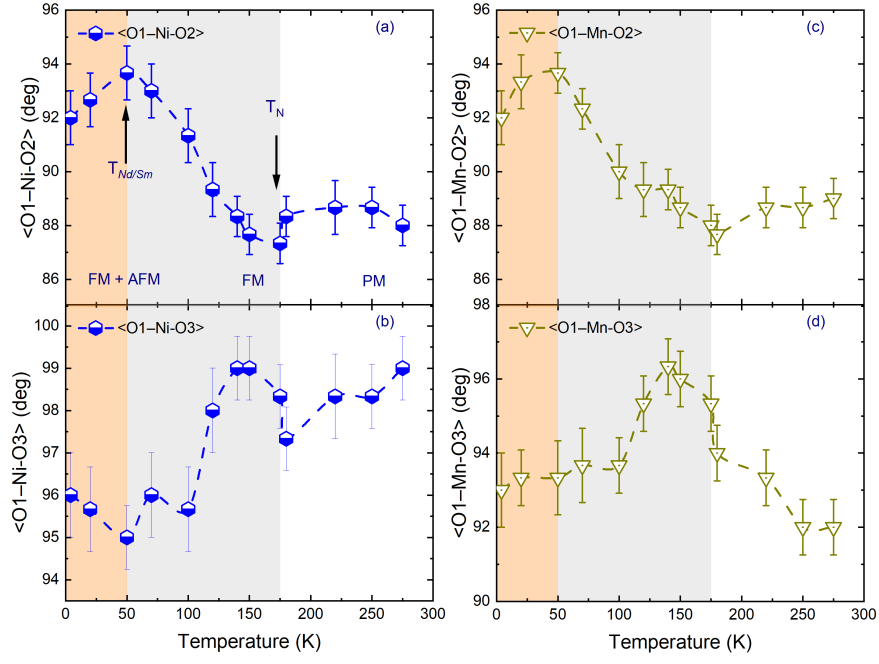 96
94
92
90
88
86
<O1–Ni-O2> (deg)
<O1–Ni-O2>
(a)
T_N
T_Nd/Sm
FM + AFM
FM
PM
96
94
92
90
88
86
<O1–Mn-O2> (deg)
<O1–Mn-O2>
(c)
100
99
98
97
96
95
94
<O1–Ni-O3> (deg)
<O1–Ni-O3>
(b)
0 50 100 150 200 250 300
Temperature (K)
98
96
94
92
90
<O1–Mn-O3> (deg)
<O1–Mn-O3>
(d)
0 50 100 150 200 250 300
Temperature (K)